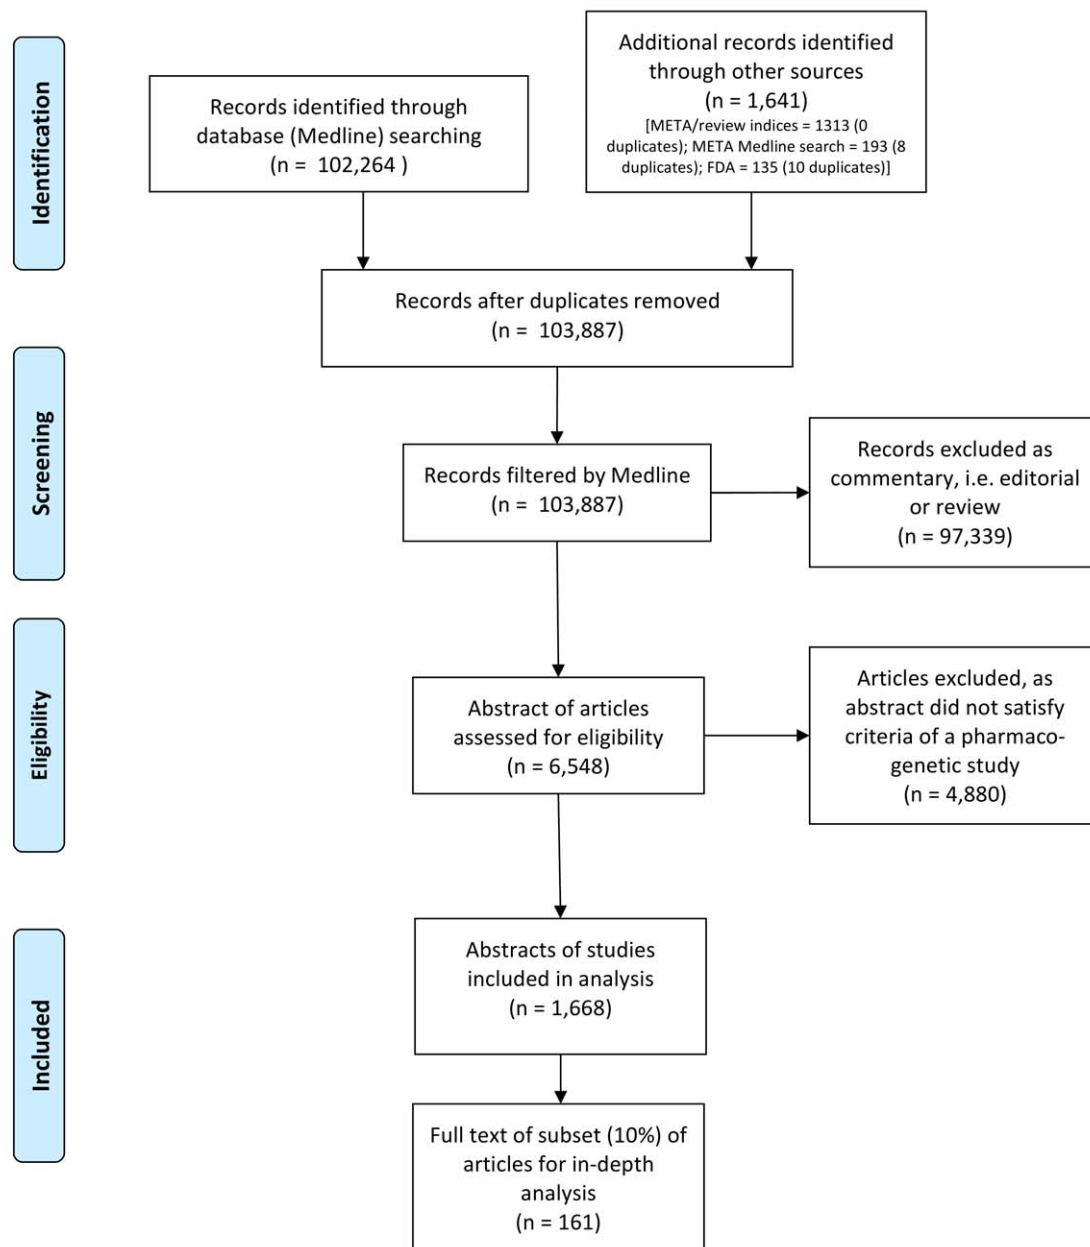 Identification
Records identified through
database (Medline) searching
(n =  102,264 )
Additional records identified
through other sources
(n = 1,641)
[META/review indices = 1313 (0
duplicates); META Medline search = 193 (8
duplicates); FDA = 135 (10 duplicates)]
Records after duplicates removed
(n =  103,887)
Screening
Records filtered by Medline
(n =  103,887)
Records excluded as
commentary, i.e. editorial
or review
(n = 97,339)
Eligibility
Abstract of articles
assessed for eligibility
(n = 6,548)
Articles excluded, as
abstract did not satisfy
criteria of a pharmaco-
genetic study
(n = 4,880)
Included
Abstracts of studies
included in analysis
(n = 1,668)
Full text of subset (10%) of
articles for in-depth
analysis
(n = 161)